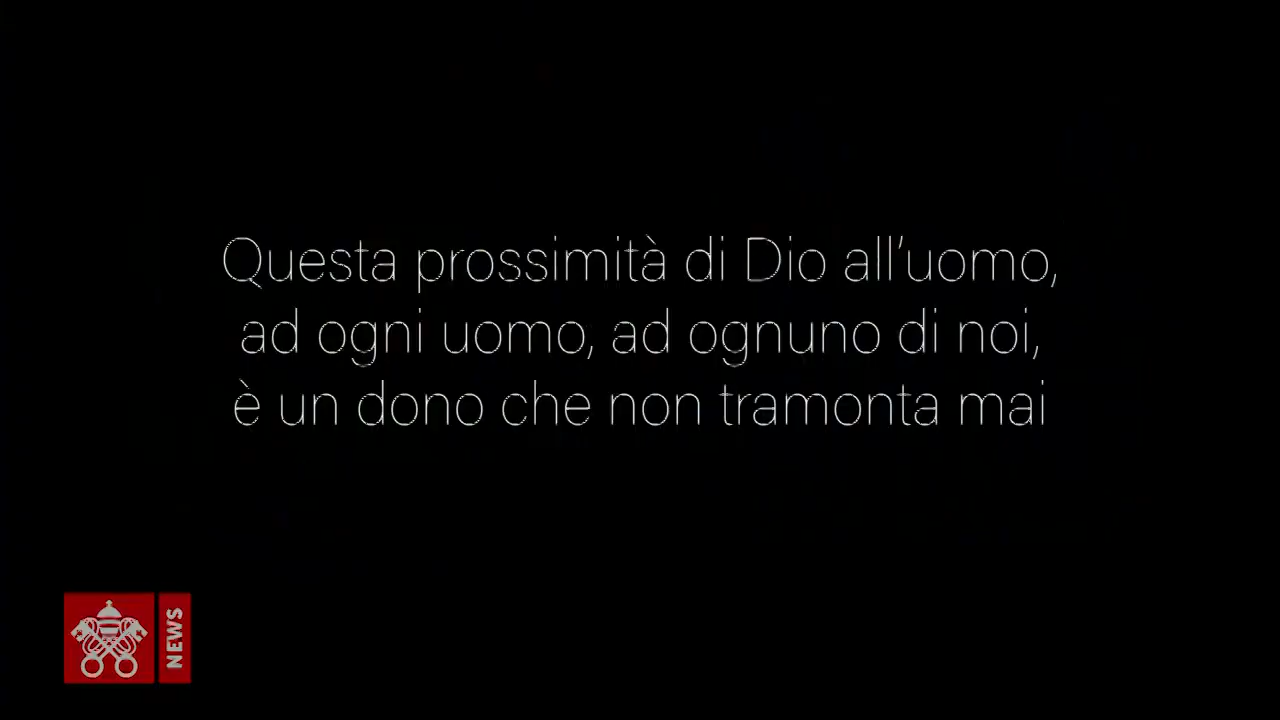 Questa prossimità di Dio all’uomo,
ad ogni uomo, ad ognuno di noi,
è un dono che non tramonta mai
NEWS